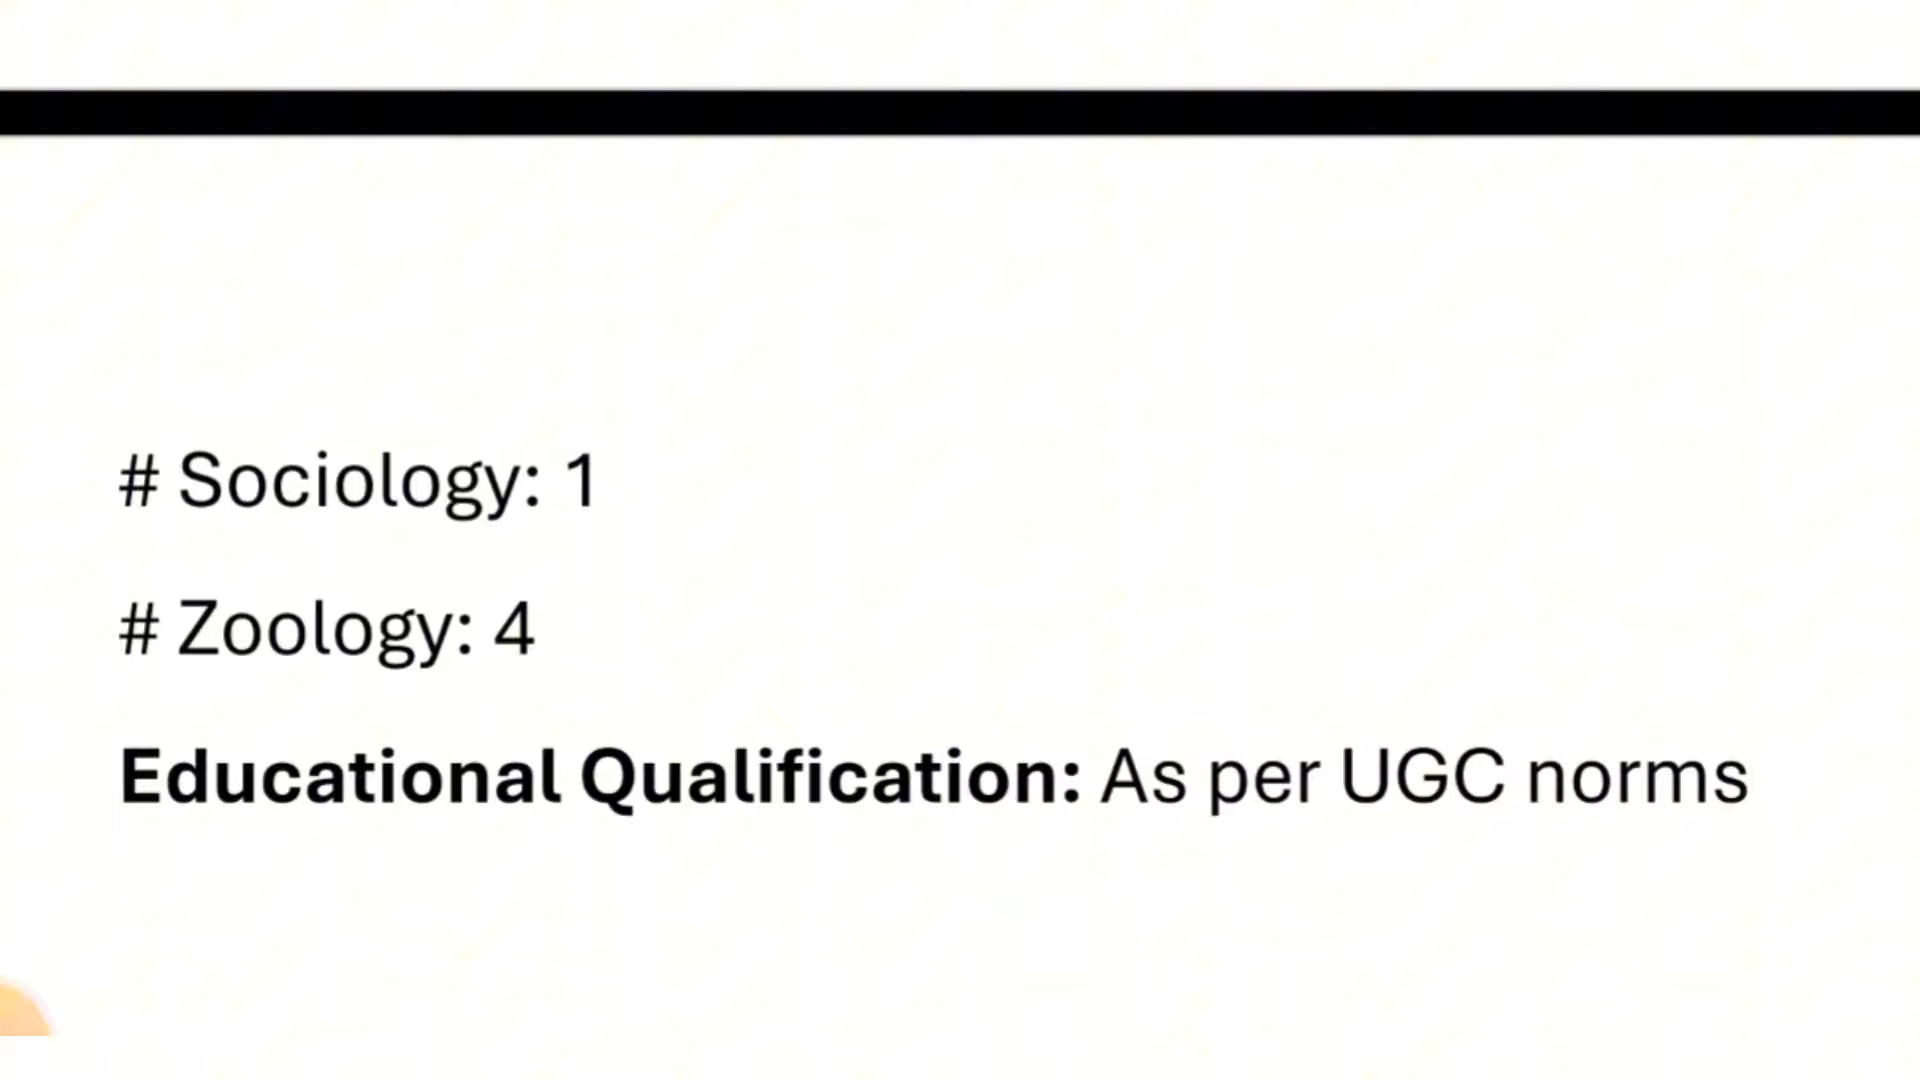 # Sociology: 1
# Zoology: 4
Educational Qualification: As per UGC norms